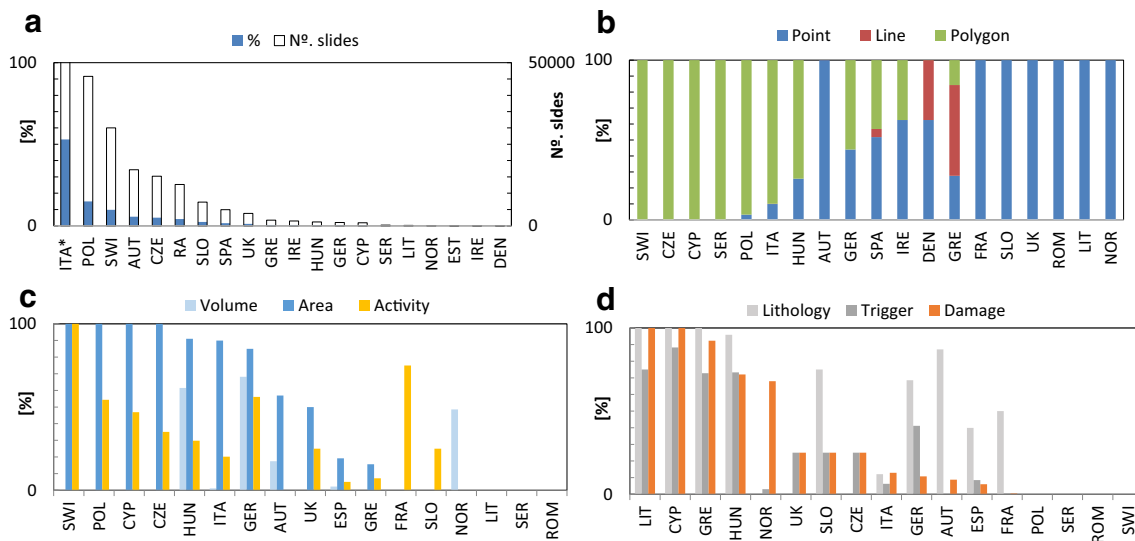 a
% Nº. slides
100
50000
[%]
Nº. sldes
0
0
ITA* POL SWI AUT CZE RA SLO SPA UK GRE IRE HUN GER CYP SER LIT NOR EST IRE DEN
b
Point Line Polygon
100
[%]
0
SWI CZE CYP SER POL ITA HUN AUT GER SPA IRE DEN GRE FRA SLO UK ROM LIT NOR
c
Volume Area Activity
100
[%]
0
SWI POL CYP CZE HUN ITA GER AUT UK ESP GRE FRA SLO NOR LIT SER ROM
d
Lithology Trigger Damage
100
[%]
0
LIT CYP GRE HUN NOR UK SLO CZE ITA GER AUT ESP FRA POL SER ROM SWI